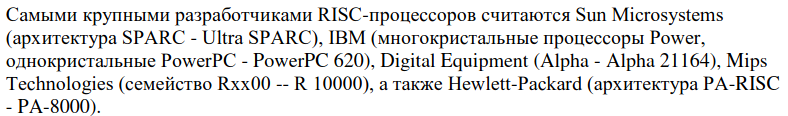 Самыми крупными разработчиками RISC-процессоров считаются Sun Microsystems
(архитектура SPARC - Ultra SPARC), IBM (многокристальные процессоры Power,
однокристальные PowerPC - PowerPC 620), Digital Equipment (Alpha - Alpha 21164), Mips
Technologies (семейство Rxx00 -- R 10000), а также Hewlett-Packard (архитектура PA-RISC
- PA-8000).